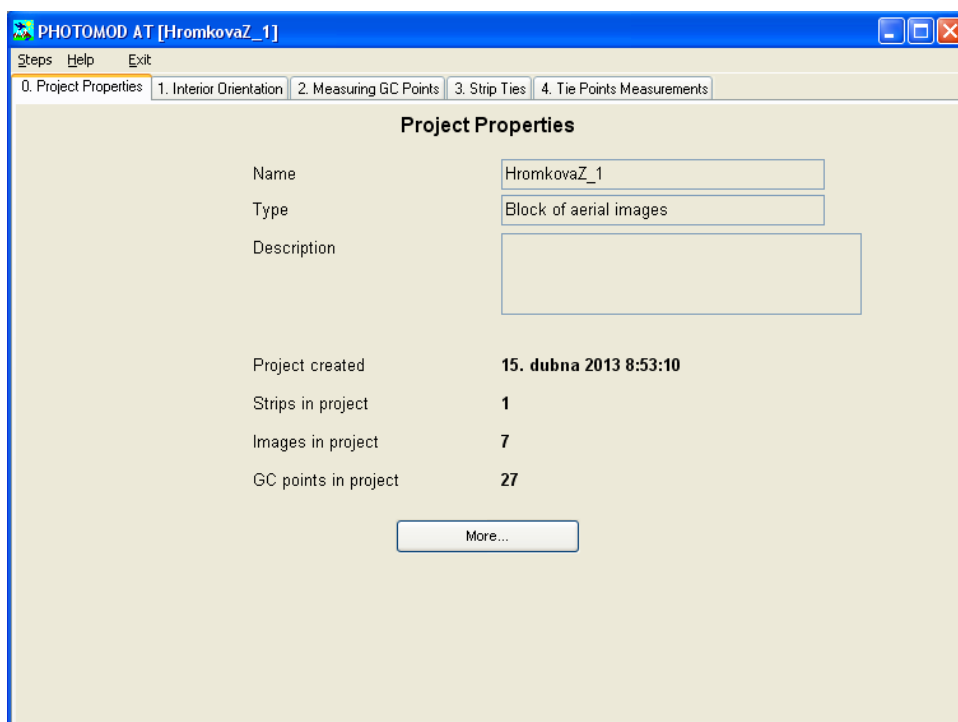 PHOTOMOD AT [HromkovaZ_1]
Steps Help Exit
0. Project Properties 1. Interior Orientation 2. Measuring GC Points 3. Strip Ties 4. Tie Points Measurements
Project Properties
Name HromkovaZ_1
Type Block of aerial images
Description
Project created 15. dubna 2013 8:53:10
Strips in project 1
Images in project 7
GC points in project 27
More...